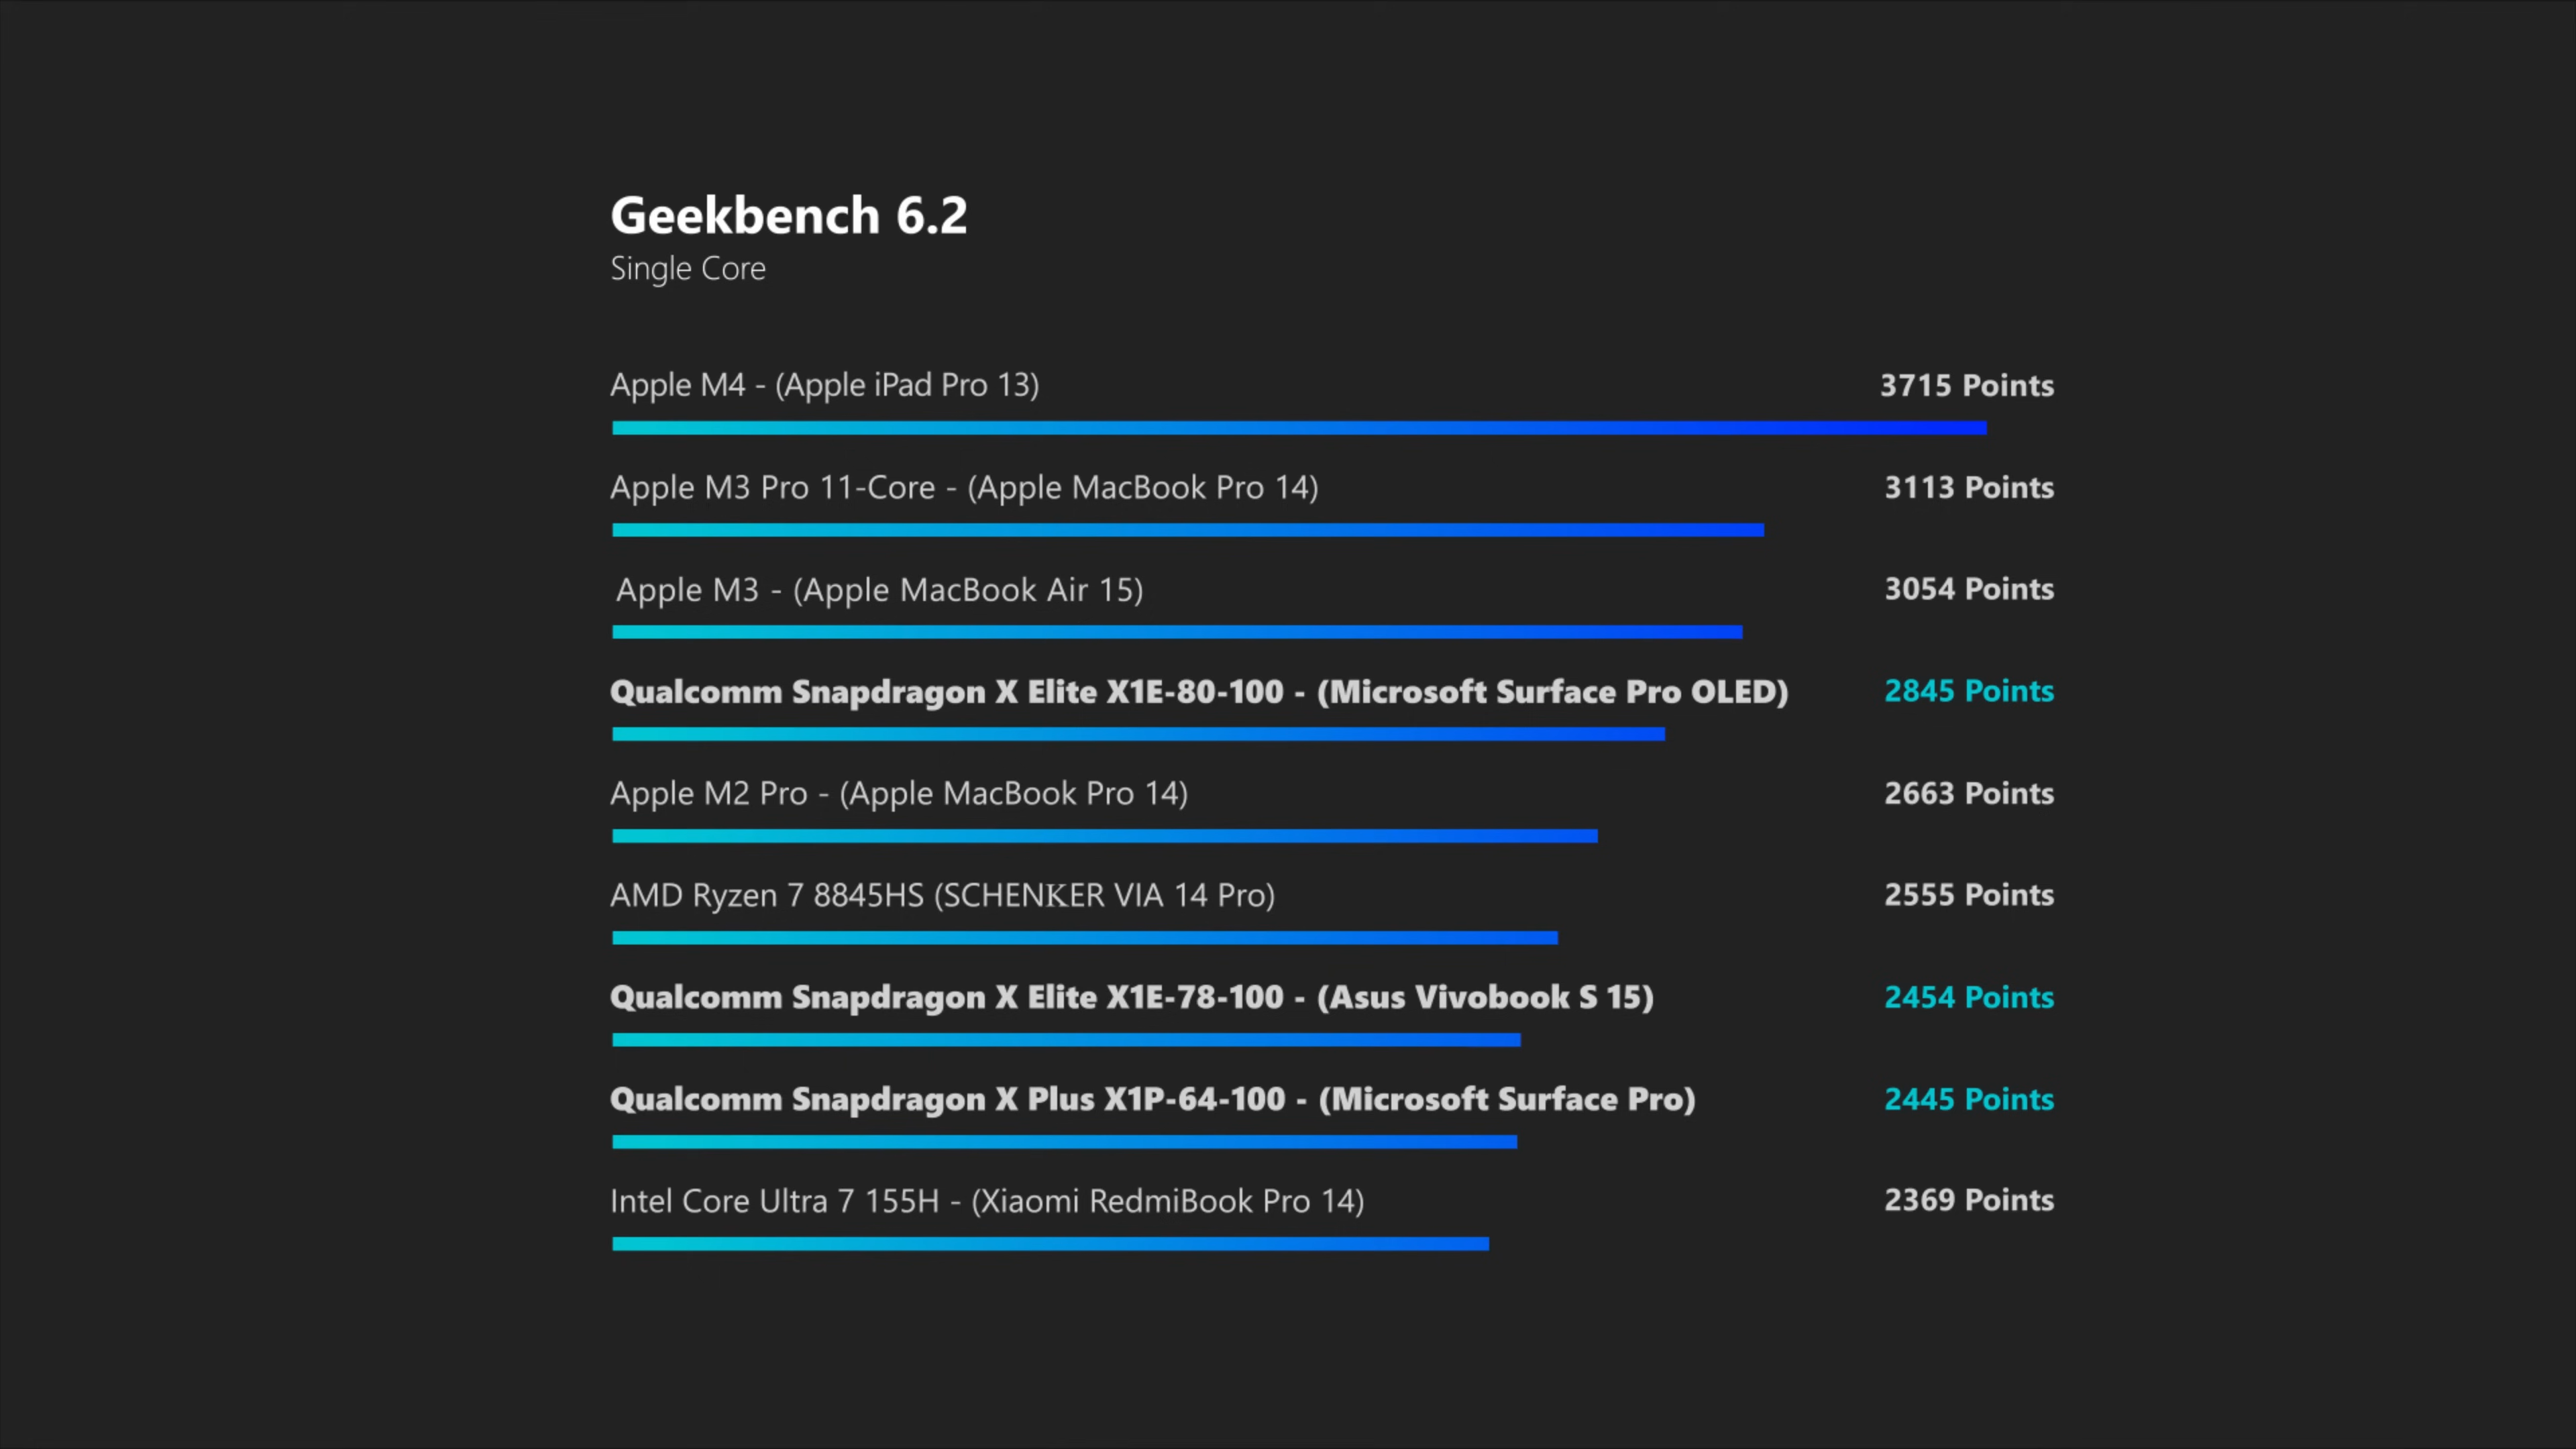 Geekbench 6.2
Single Core
Apple M4 - (Apple iPad Pro 13) 3715 Points
Apple M3 Pro 11-Core - (Apple MacBook Pro 14) 3113 Points
Apple M3 - (Apple MacBook Air 15) 3054 Points
Qualcomm Snapdragon X Elite X1E-80-100 - (Microsoft Surface Pro OLED) 2845 Points
Apple M2 Pro - (Apple MacBook Pro 14) 2663 Points
AMD Ryzen 7 8845HS (SCHENKER VIA 14 Pro) 2555 Points
Qualcomm Snapdragon X Elite X1E-78-100 - (Asus Vivobook S 15) 2454 Points
Qualcomm Snapdragon X Plus X1P-64-100 - (Microsoft Surface Pro) 2445 Points
Intel Core Ultra 7 155H - (Xiaomi RedmiBook Pro 14) 2369 Points